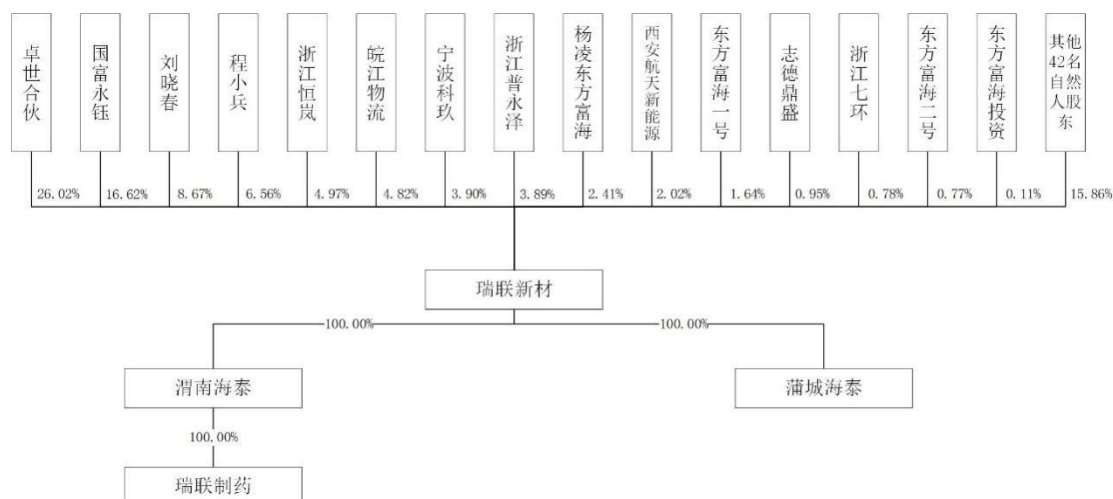 卓世合伙
国富永钰
刘晓春
程小兵
浙江恒岚
皖江物流
宁波科玖
浙江普永泽
杨凌东方富海
西安航天新能源
东方富海一号
志德鼎盛
浙江七环
东方富海二号
东方富海投资
其他
42名
自然
人股
东
26.02%
16.62%
8.67%
6.56%
4.97%
4.82%
3.90%
3.89%
2.41%
2.02%
1.64%
0.95%
0.78%
0.77%
0.11%
15.86%
瑞联新材
100.00%
100.00%
渭南海泰
蒲城海泰
100.00%
瑞联制药